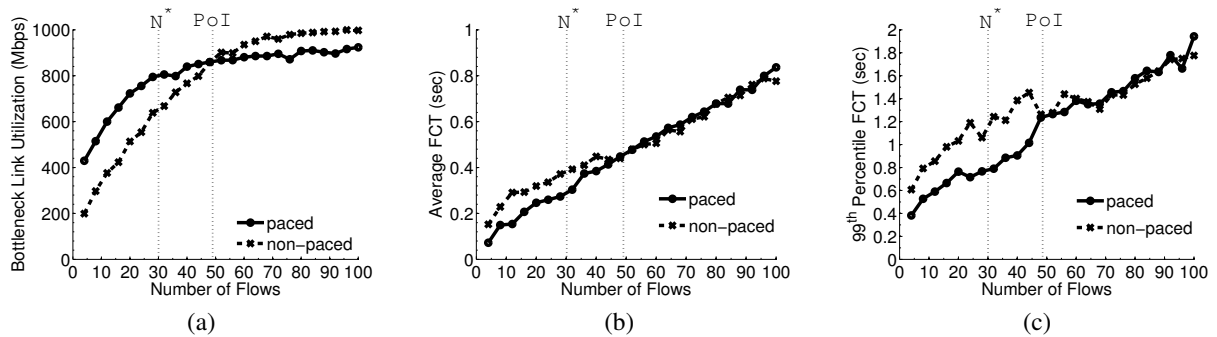 N* PoI
1000
800
600
400
200
0
0 10 20 30 40 50 60 70 80 90 100
Bottleneck Link Utilization (Mbps)
Number of Flows
paced
non-paced
(a)
N* PoI
1
0.8
0.6
0.4
0.2
0
0 10 20 30 40 50 60 70 80 90 100
Average FCT (sec)
Number of Flows
paced
non-paced
(b)
N* PoI
2
1.8
1.6
1.4
1.2
1
0.8
0.6
0.4
0.2
0
0 10 20 30 40 50 60 70 80 90 100
99th Percentile FCT (sec)
Number of Flows
paced
non-paced
(c)